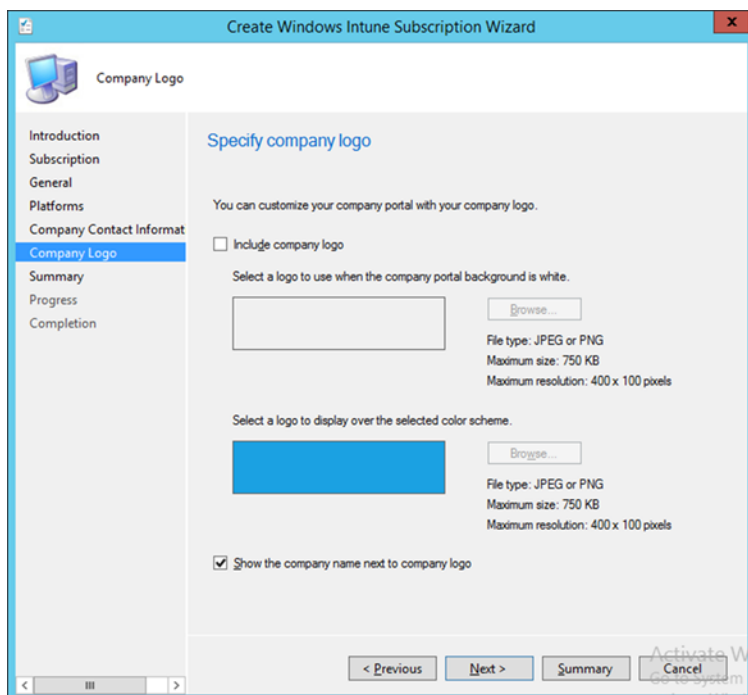 Create Windows Intune Subscription Wizard
x
Company Logo
Introduction
Subscription
General
Platforms
Company Contact Informat
Company Logo
Summary
Progress
Completion
Specify company logo
You can customize your company portal with your company logo.
Include company logo
Select a logo to use when the company portal background is white.
Browse...
File type: JPEG or PNG
Maximum size: 750 KB
Maximum resolution: 400 x 100 pixels
Select a logo to display over the selected color scheme.
Browse...
File type: JPEG or PNG
Maximum size: 750 KB
Maximum resolution: 400 x 100 pixels
Show the company name next to company logo
< Previous
Next >
Summary
Cancel
Activate W
Go to System